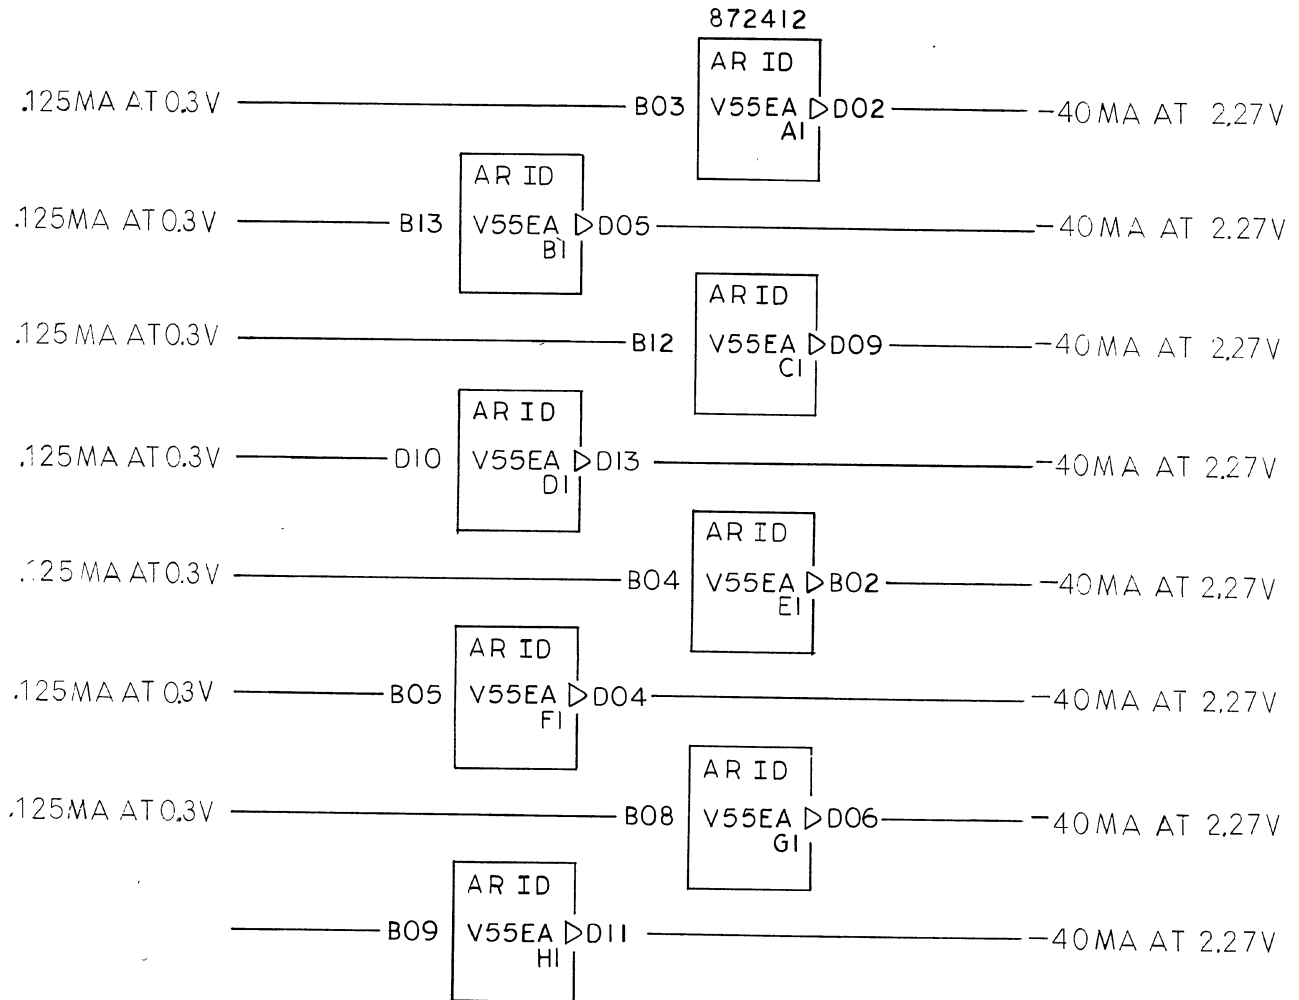 872412
AR ID
.125MA AT 0.3V B03 V55EA D02 -40MA AT 2.27V
A1
AR ID
.125MA AT 0.3V B13 V55EA D05 -40MA AT 2.27V
B1
AR ID
.125MA AT 0.3V B12 V55EA D09 -40MA AT 2.27V
C1
AR ID
.125MA AT 0.3V D10 V55EA D13 -40MA AT 2.27V
D1
AR ID
.125MA AT 0.3V B04 V55EA B02 -40MA AT 2.27V
E1
AR ID
.125MA AT 0.3V B05 V55EA D04 -40MA AT 2.27V
F1
AR ID
.125MA AT 0.3V B08 V55EA D06 -40MA AT 2.27V
G1
AR ID
B09 V55EA D11 -40MA AT 2.27V
H1